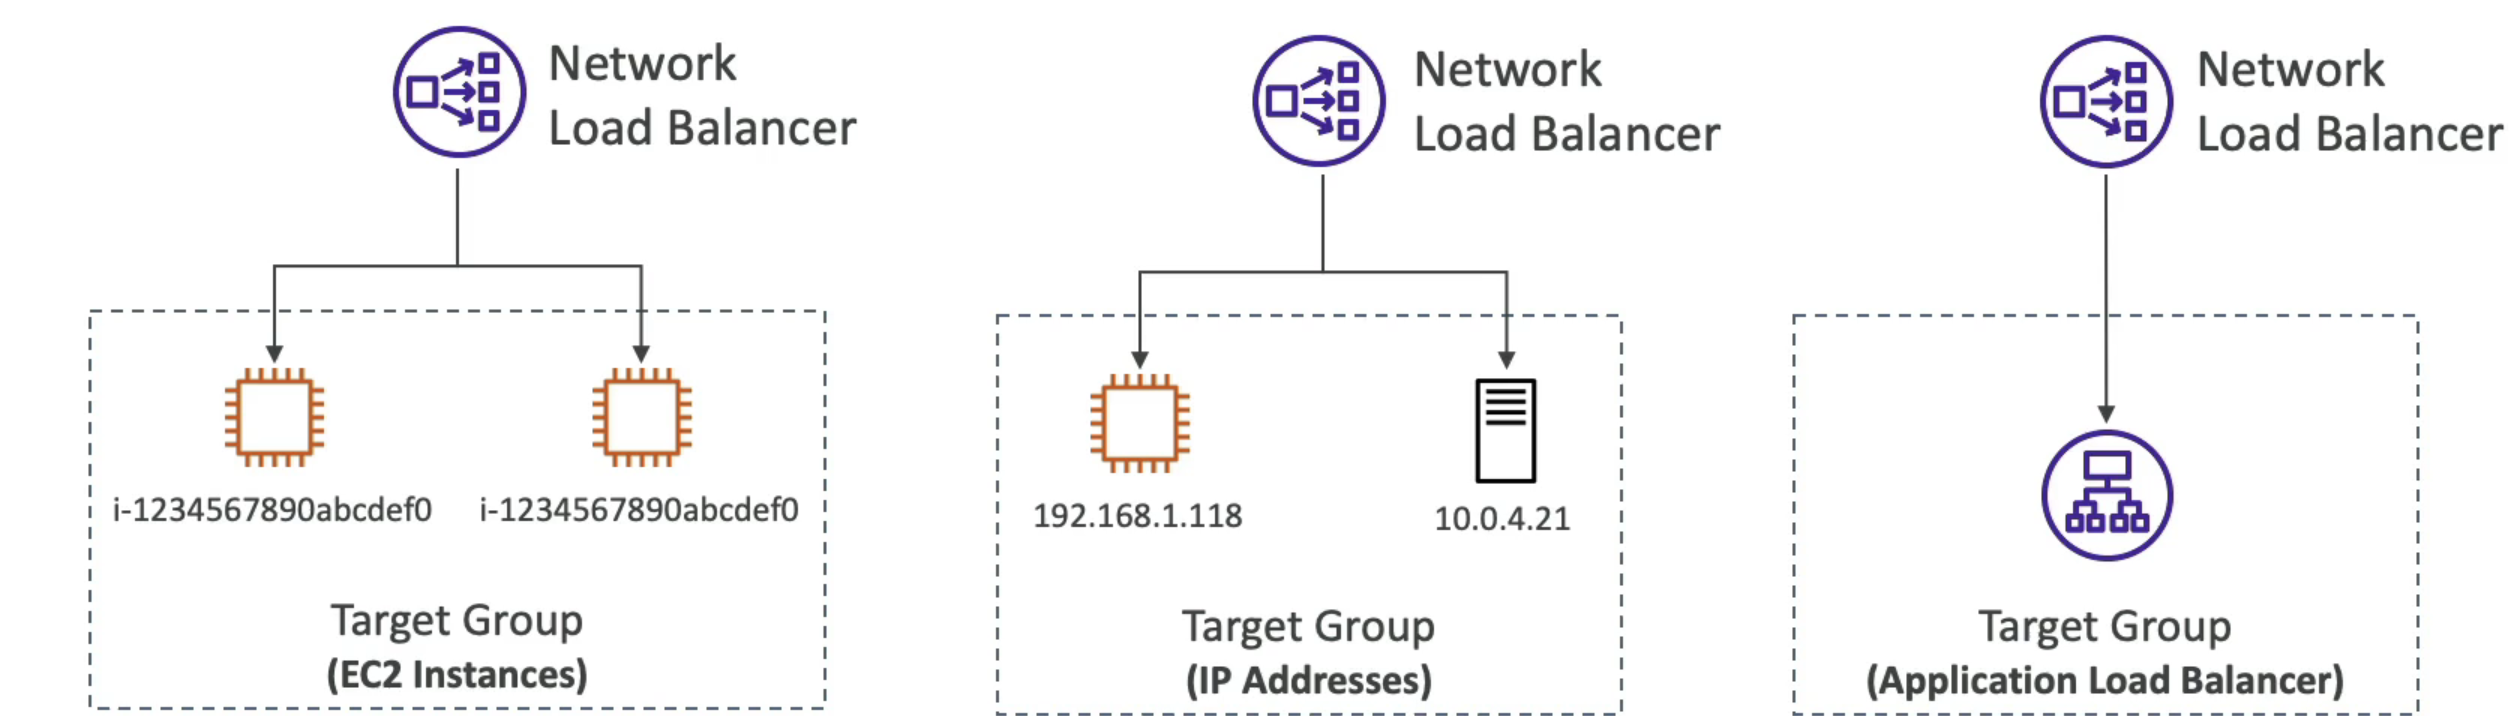 Network
Load Balancer
i-1234567890abcdef0
i-1234567890abcdef0
Target Group
(EC2 Instances)
Network
Load Balancer
192.168.1.118
10.0.4.21
Target Group
(IP Addresses)
Network
Load Balancer
Target Group
(Application Load Balancer)